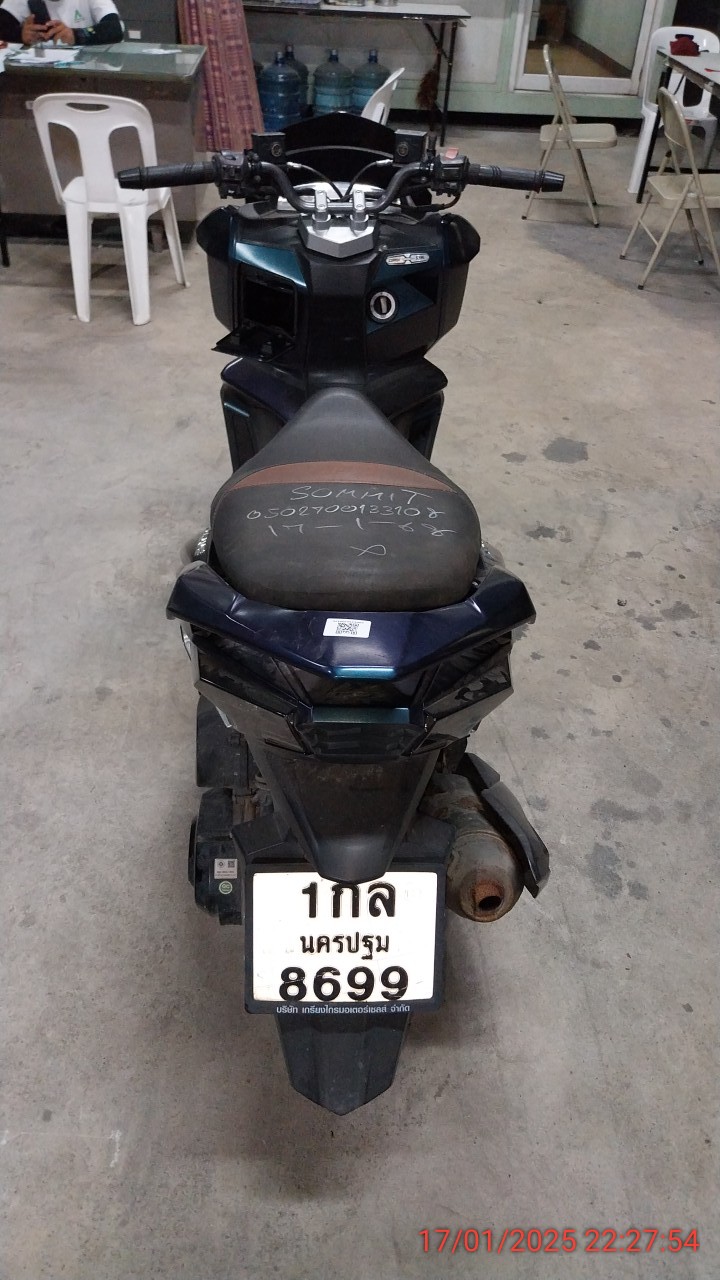 SUMMIT
0502700133108
17-1-68
1กล
นครปฐม
8699
บริษัท เกรียงไกรมอเตอร์เซลส์ จำกัด
17/01/2025 22:27:54